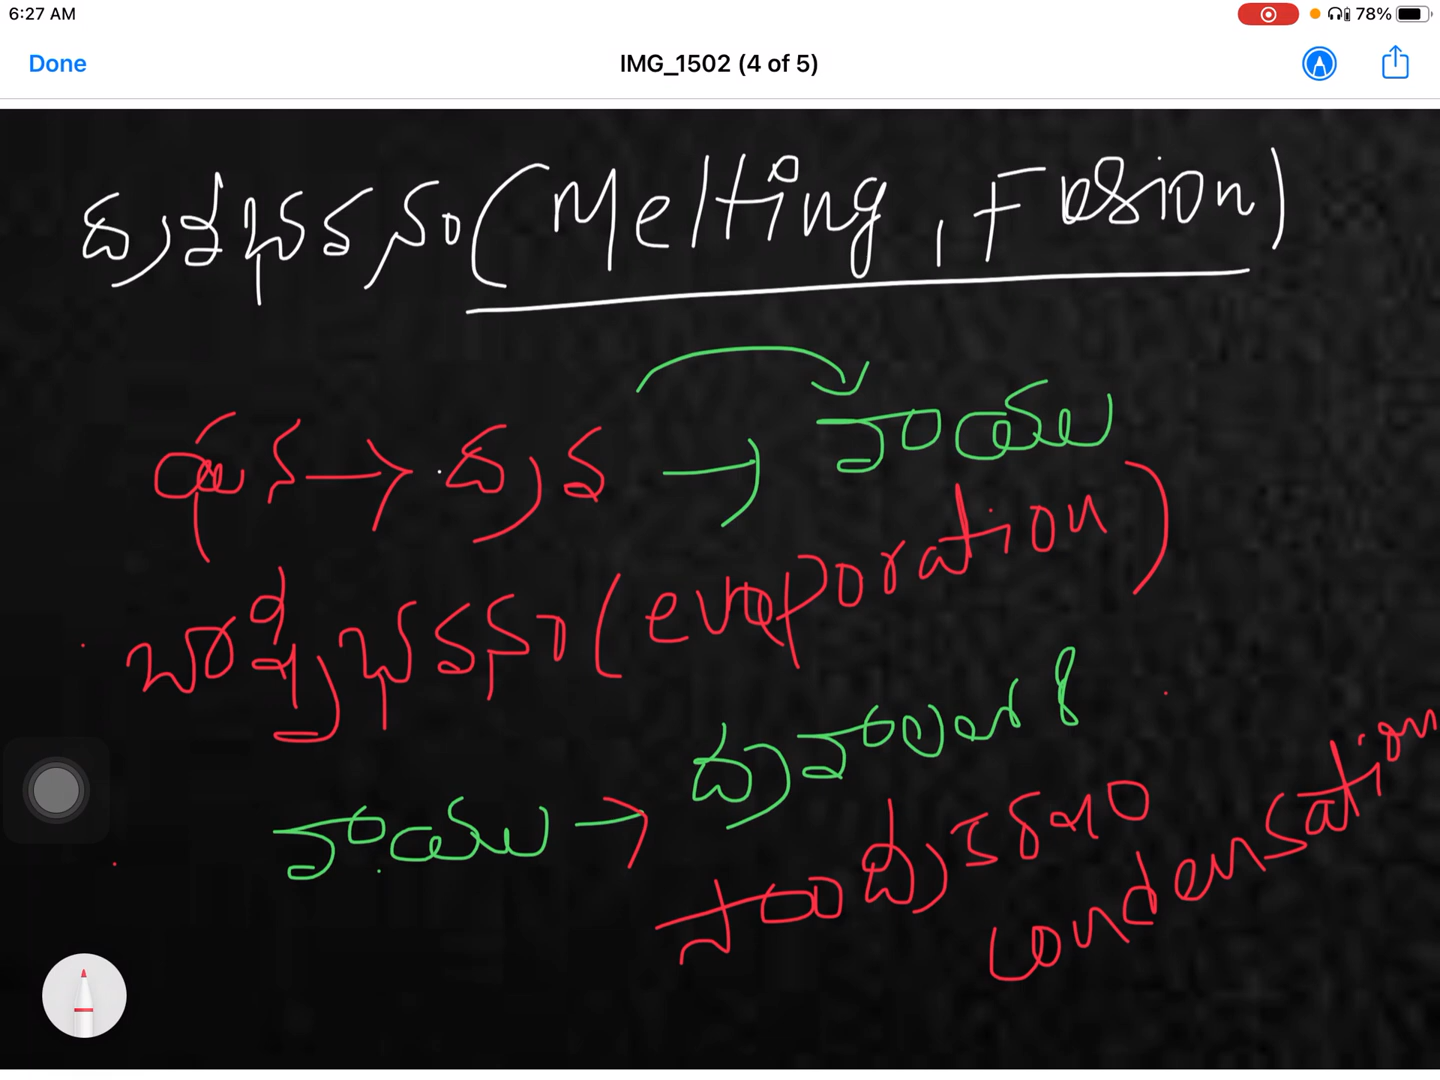 6:27 AM 78%
Done IMG_1502 (4 of 5)
ద్రవీభవనం (Melting, Fusion)
ఘన → ద్రవ → వాయు
బాష్పీభవనం (evaporation)
వాయు → ద్రవాలుగా
సాంద్రీకరణం
condensation